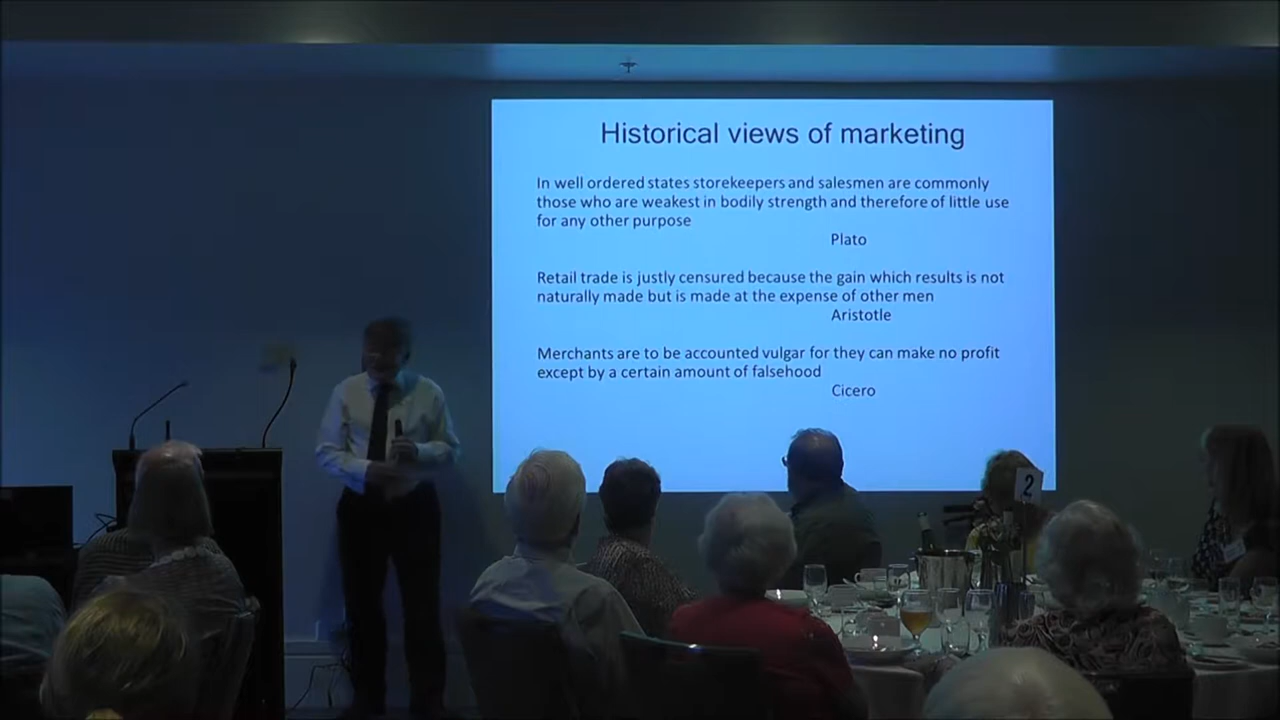 Historical views of marketing
In well ordered states storekeepers and salesmen are commonly
those who are weakest in bodily strength and therefore of little use
for any other purpose
Plato
Retail trade is justly censured because the gain which results is not
naturally made but is made at the expense of other men
Aristotle
Merchants are to be accounted vulgar for they can make no profit
except by a certain amount of falsehood
Cicero
2